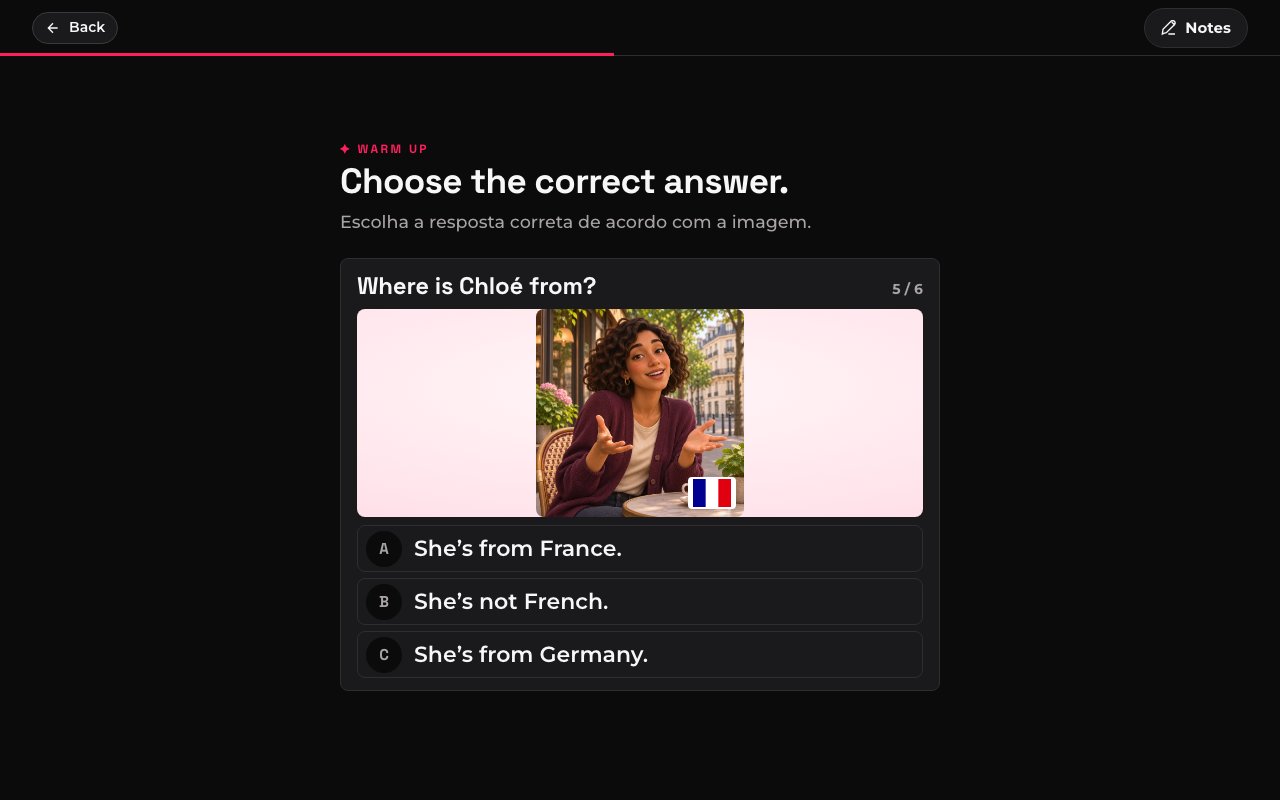 Back
Notes
WARM UP
Choose the correct answer.
Escolha a resposta correta de acordo com a imagem.
Where is Chloé from?
5 / 6
A
She’s from France.
B
She’s not French.
C
She’s from Germany.